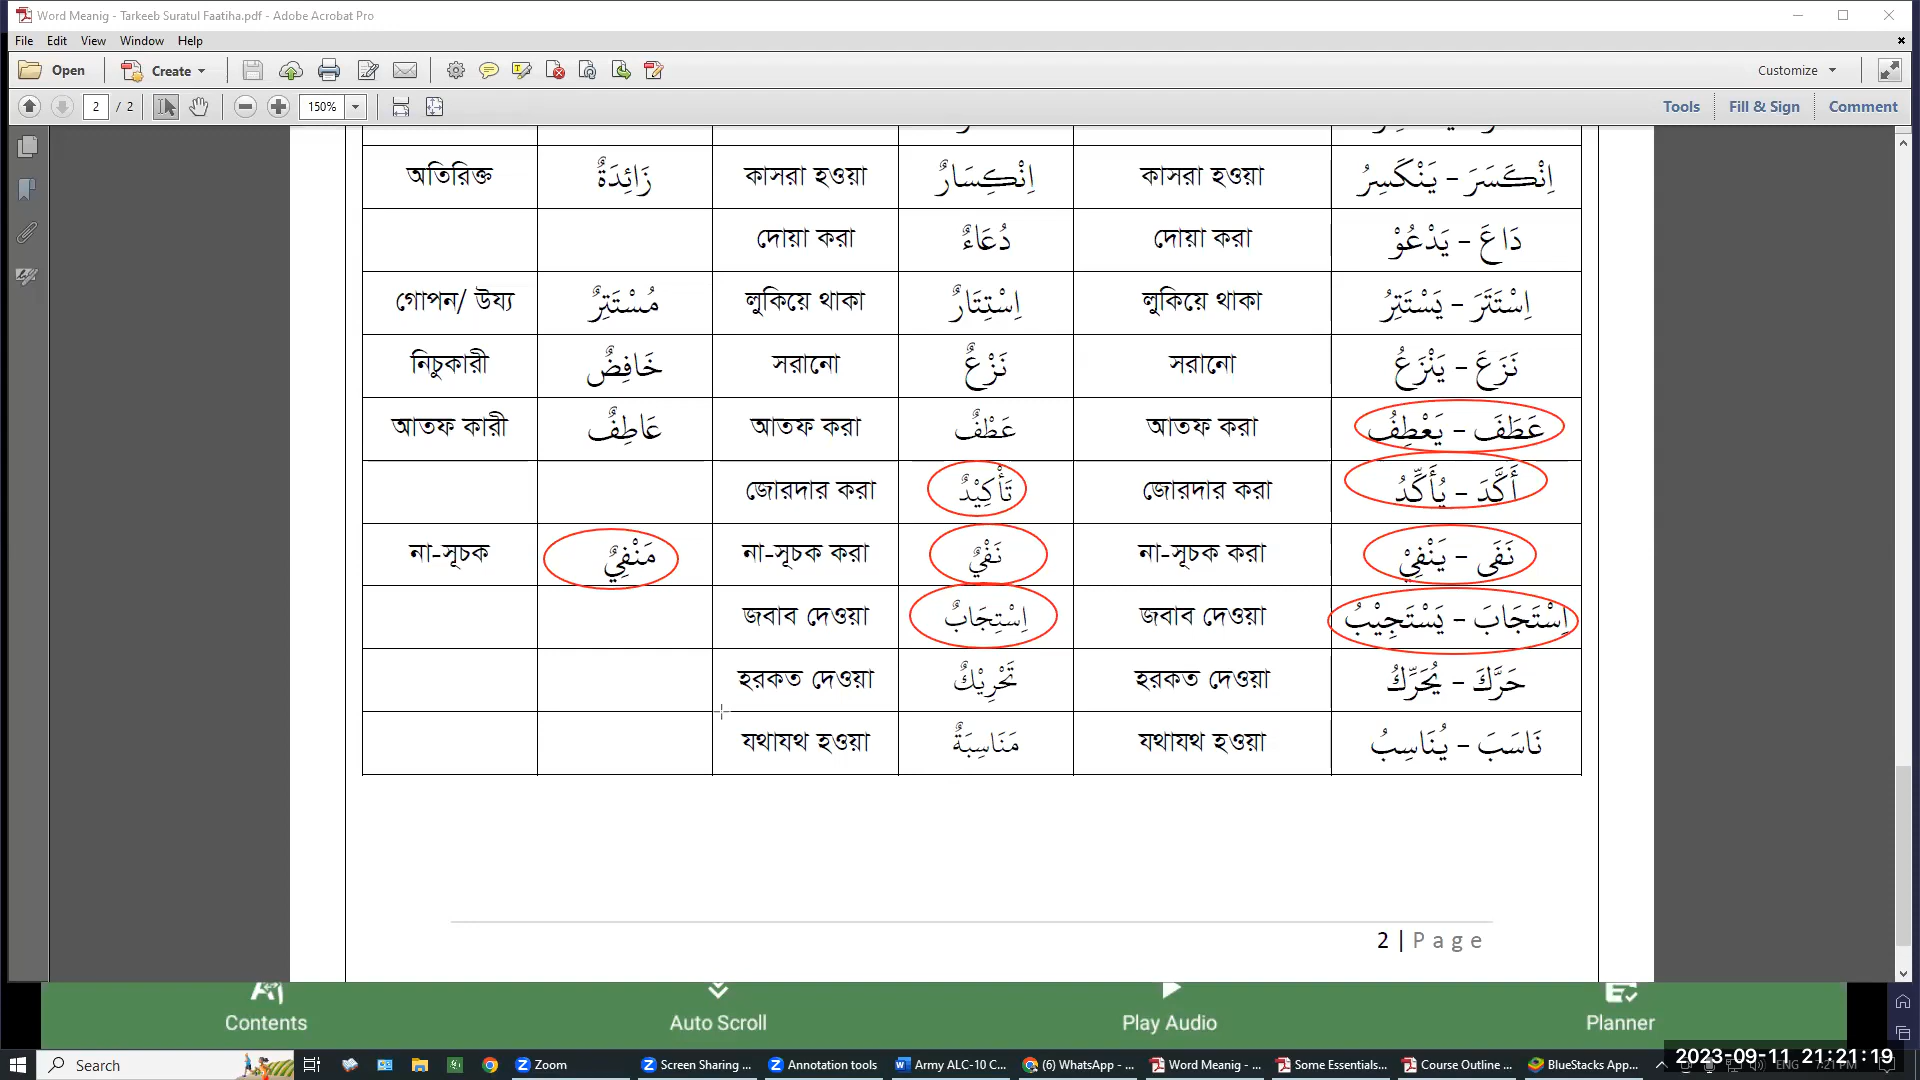 Word Meanig - Tarkeeb Suratul Faatiha.pdf - Adobe Acrobat Pro
File Edit View Window Help
Open Create Customize
2 / 2 150% Tools Fill & Sign Comment
অতিরিক্ত زَائِدَةٌ কাসরা হওয়া اِنْكِسَارٌ কাসরা হওয়া اِنْكَسَرَ – يَنْكَسِرُ
দোয়া করা دُعَاءٌ দোয়া করা دَاعَ – يَدْعُوْ
গোপন/ উয্য مُسْتَتِرٌ লুকিয়ে থাকা اِسْتِتَارٌ লুকিয়ে থাকা اِسْتَتَرَ – يَسْتَتِرُ
নিচুকারী خَافِضٌ সরানো نَزْعٌ সরানো نَزَعَ – يَنْزَعُ
আতফ কারী عَاطِفٌ আতফ করা عَطْفٌ আতফ করা عَطَفَ – يَعْطِفُ
জোরদার করা تَأْكِيْدٌ জোরদার করা أَكَّدَ – يُأَكِّدُ
না-সূচক مَنْفِيٌ না-সূচক করা نَفْيٌ না-সূচক করা نَفَى – يَنْفِيْ
জবাব দেওয়া اِسْتِجَابٌ জবাব দেওয়া اِسْتَجَابَ – يَسْتَجِيْبُ
হরকত দেওয়া تَحْرِيْكٌ হরকত দেওয়া حَرَّكَ – يُحَرِّكُ
যথাযথ হওয়া مَنَاسِبَةٌ যথাযথ হওয়া نَاسَبَ – يُنَاسِبُ
2 | Page
Contents Auto Scroll Play Audio Planner
Search Zoom Screen Sharing ... Annotation tools Army ALC-10 C... (6) WhatsApp - ... Word Meanig - ... Some Essentials... Course Outline ... BlueStacks App... ENG 7:21 PM
2023-09-11 21:21:19